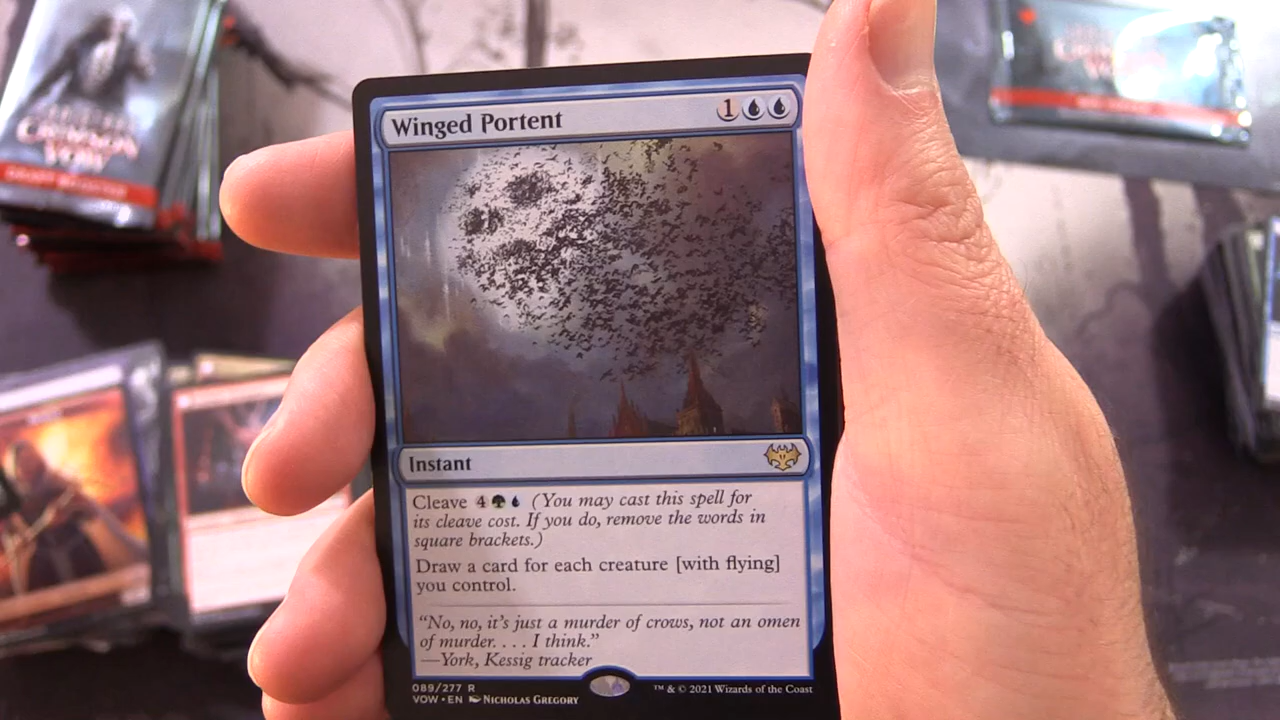 CRIMSON
VOW
Winged Portent 1
Instant
Cleave 4 (You may cast this spell for
its cleave cost. If you do, remove the words in
square brackets.)
Draw a card for each creature [with flying]
you control.
“No, no, it’s just a murder of crows, not an omen
of murder. . . . I think.”
—York, Kessig tracker
089/277 R
VOW • EN NICHOLAS GREGORY
™ & © 2021 Wizards of the Coast